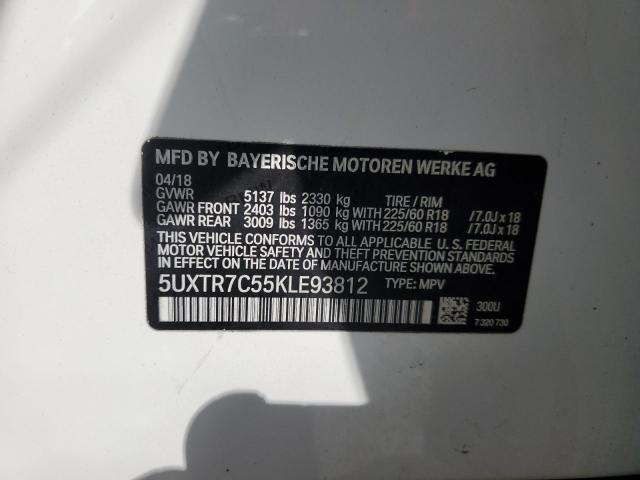 MFD BY BAYERISCHE MOTOREN WERKE AG
04/18
GVWR 5137 lbs 2330 kg TIRE / RIM
GAWR FRONT 2403 lbs 1090 kg WITH 225/60 R18 /7.0J x 18
GAWR REAR 3009 lbs 1365 kg WITH 225/60 R18 /7.0J x 18
THIS VEHICLE CONFORMS TO ALL APPLICABLE U. S. FEDERAL
MOTOR VEHICLE SAFETY AND THEFT PREVENTION STANDARDS
IN EFFECT ON THE DATE OF MANUFACTURE SHOWN ABOVE.
5UXTR7C55KLE93812 TYPE: MPV
300U
7 320 730